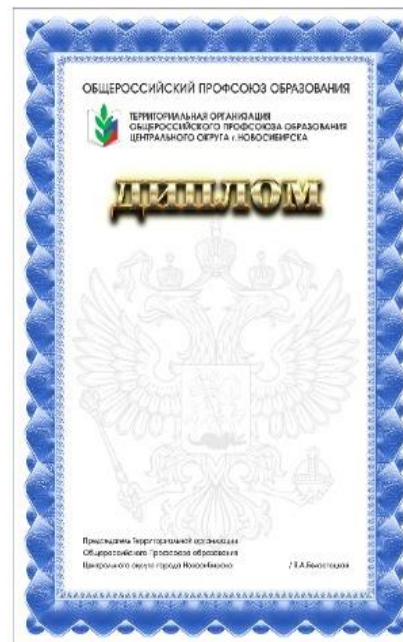 ОБЩЕРОССИЙСКИЙ ПРОФСОЮЗ ОБРАЗОВАНИЯ
ТЕРРИТОРИАЛЬНАЯ ОРГАНИЗАЦИЯ
ОБЩЕРОССИЙСКОГО ПРОФСОЮЗА ОБРАЗОВАНИЯ
ЦЕНТРАЛЬНОГО ОКРУГА г.НОВОСИБИРСКА
ДИПЛОМ
Председатель Территориальной организации
Общероссийского Профсоюза образования
Центрального округа города Новосибирска